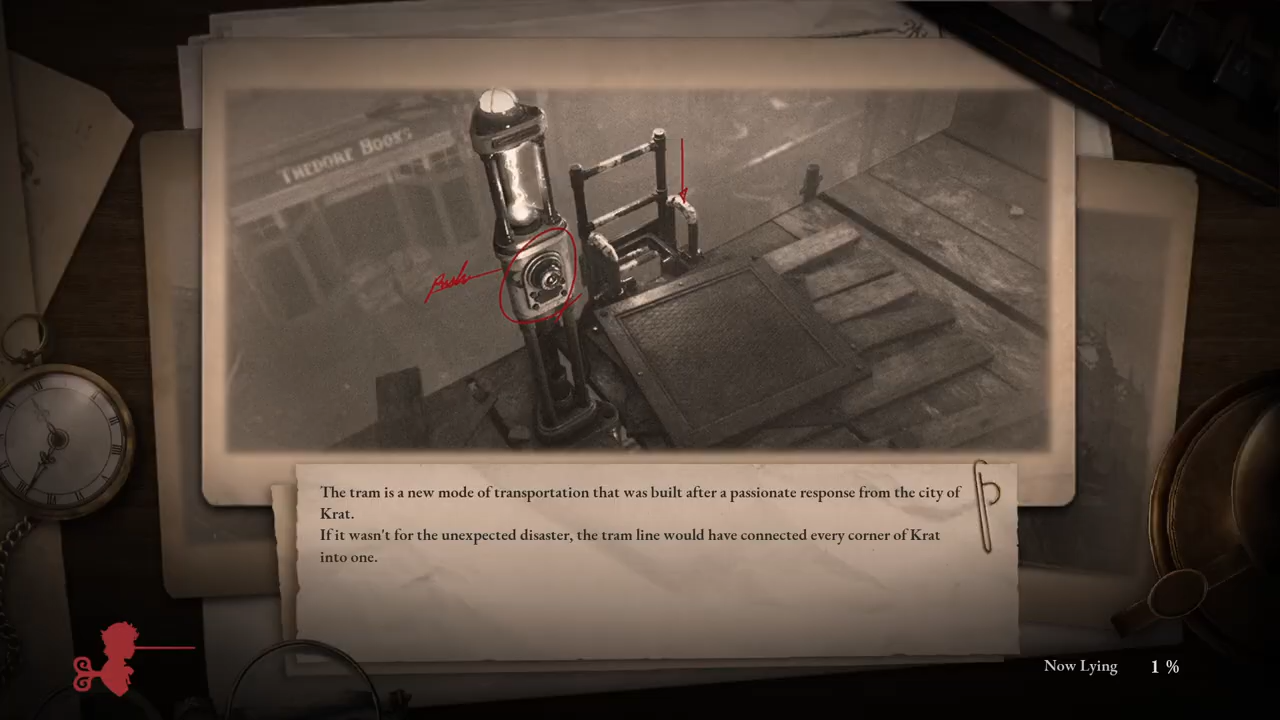 THEDORE BOOKS
The tram is a new mode of transportation that was built after a passionate response from the city of
Krat.
If it wasn't for the unexpected disaster, the tram line would have connected every corner of Krat
into one.
Now Lying 1 %